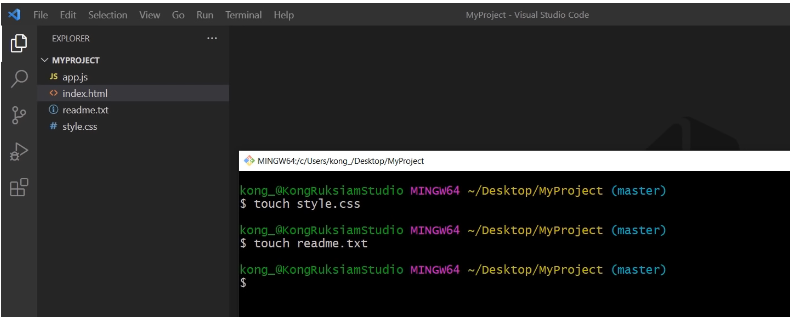 File Edit Selection View Go Run Terminal Help MyProject - Visual Studio Code
EXPLORER ...
MYPROJECT
JS app.js
<> index.html
readme.txt
# style.css
MINGW64:/c/Users/kong_/Desktop/MyProject
kong_@KongRuksiamStudio MINGW64 ~/Desktop/MyProject (master)
$ touch style.css
kong_@KongRuksiamStudio MINGW64 ~/Desktop/MyProject (master)
$ touch readme.txt
kong_@KongRuksiamStudio MINGW64 ~/Desktop/MyProject (master)
$